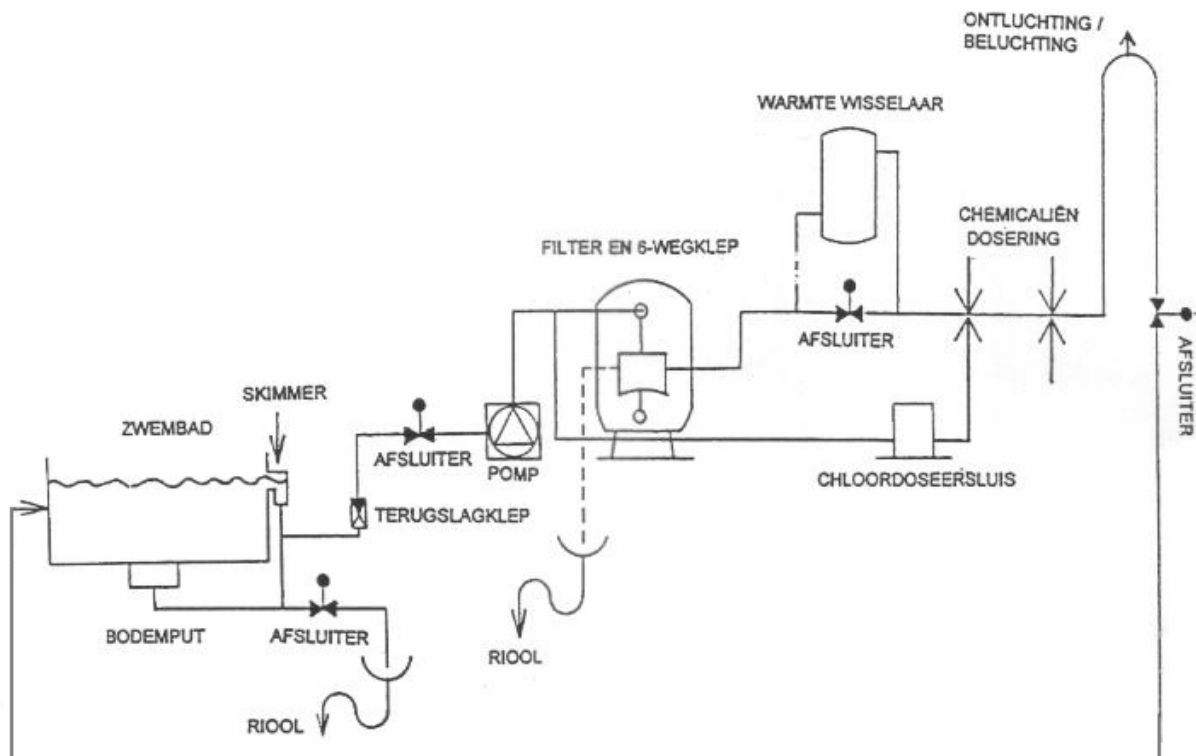 ONTLUCHTING /
BELUCHTING
WARMTE WISSELAAR
CHEMICALIËN
DOSERING
FILTER EN 6-WEGKLEP
AFSLUITER
AFSLUITER
SKIMMER
ZWEMBAD
AFSLUITER
POMP
CHLOORDOSEERSLUIS
TERUGSLAGKLEP
BODEMPUT
AFSLUITER
RIOOL
RIOOL